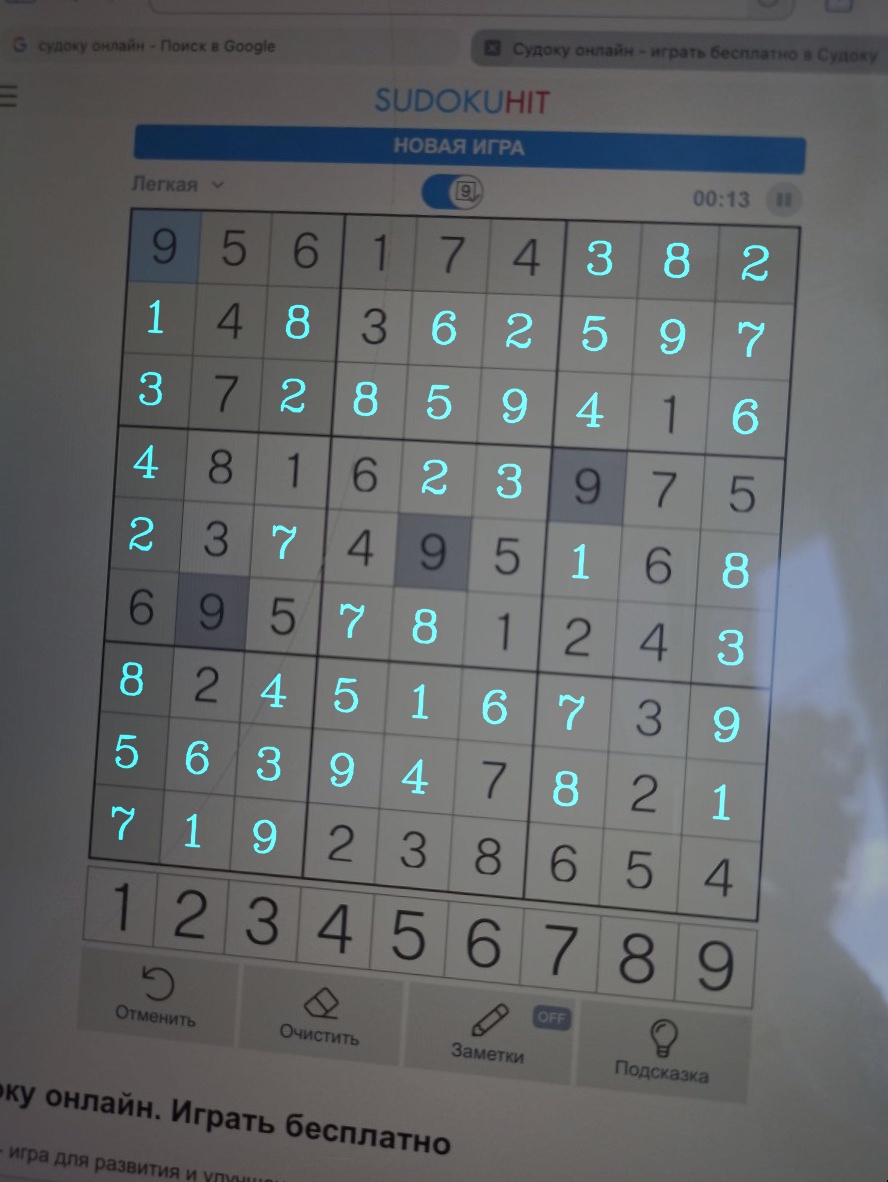 судоку онлайн - Поиск в Google
Судоку онлайн - играть бесплатно в Судоку
SUDOKUHIT
НОВАЯ ИГРА
Легкая 9 00:13
9 5 6 1 7 4 3 8 2
1 4 8 3 6 2 5 9 7
3 7 2 8 5 9 4 1 6
4 8 1 6 2 3 9 7 5
2 3 7 4 9 5 1 6 8
6 9 5 7 8 1 2 4 3
8 2 4 5 1 6 7 3 9
5 6 3 9 4 7 8 2 1
7 1 9 2 3 8 6 5 4
1 2 3 4 5 6 7 8 9
OFF
Отменить Очистить Заметки Подсказка
онлайн. Играть бесплатно
- игра для развития и